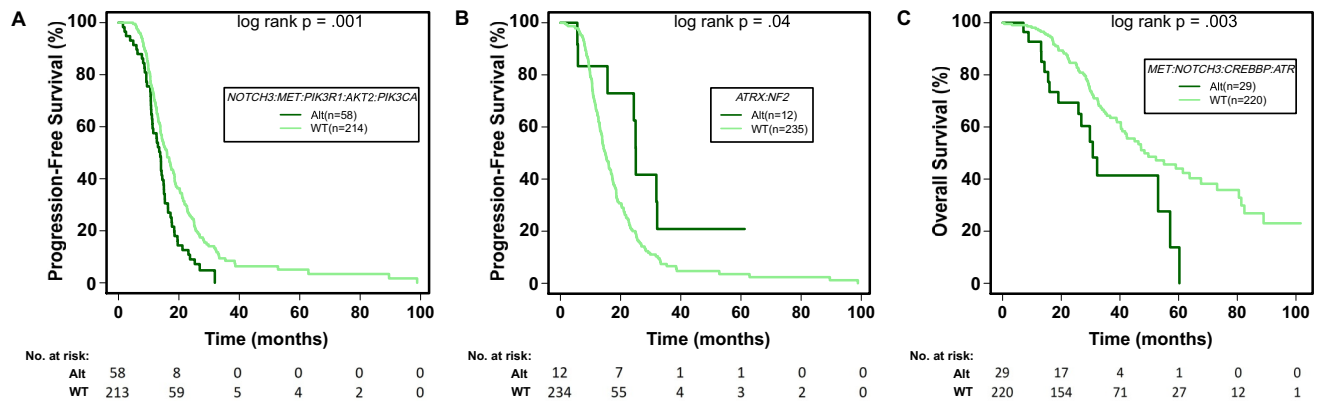 A
log rank p = .001
Progression-Free Survival (%)
100
80
60
40
20
0
NOTCH3:MET:PIK3R1:AKT2:PIK3CA
Alt(n=58)
WT(n=214)
0 20 40 60 80 100
Time (months)
No. at risk:
Alt 58 8 0 0 0 0
WT 213 59 5 4 2 0
B
log rank p = .04
Progression-Free Survival (%)
100
80
60
40
20
0
ATRX:NF2
Alt(n=12)
WT(n=235)
0 20 40 60 80 100
Time (months)
No. at risk:
Alt 12 7 1 1 0 0
WT 234 55 4 3 2 0
C
log rank p = .003
Overall Survival (%)
100
80
60
40
20
0
MET:NOTCH3:CREBBP:ATR
Alt(n=29)
WT(n=220)
0 20 40 60 80 100
Time (months)
No. at risk:
Alt 29 17 4 1 0 0
WT 220 154 71 27 12 1